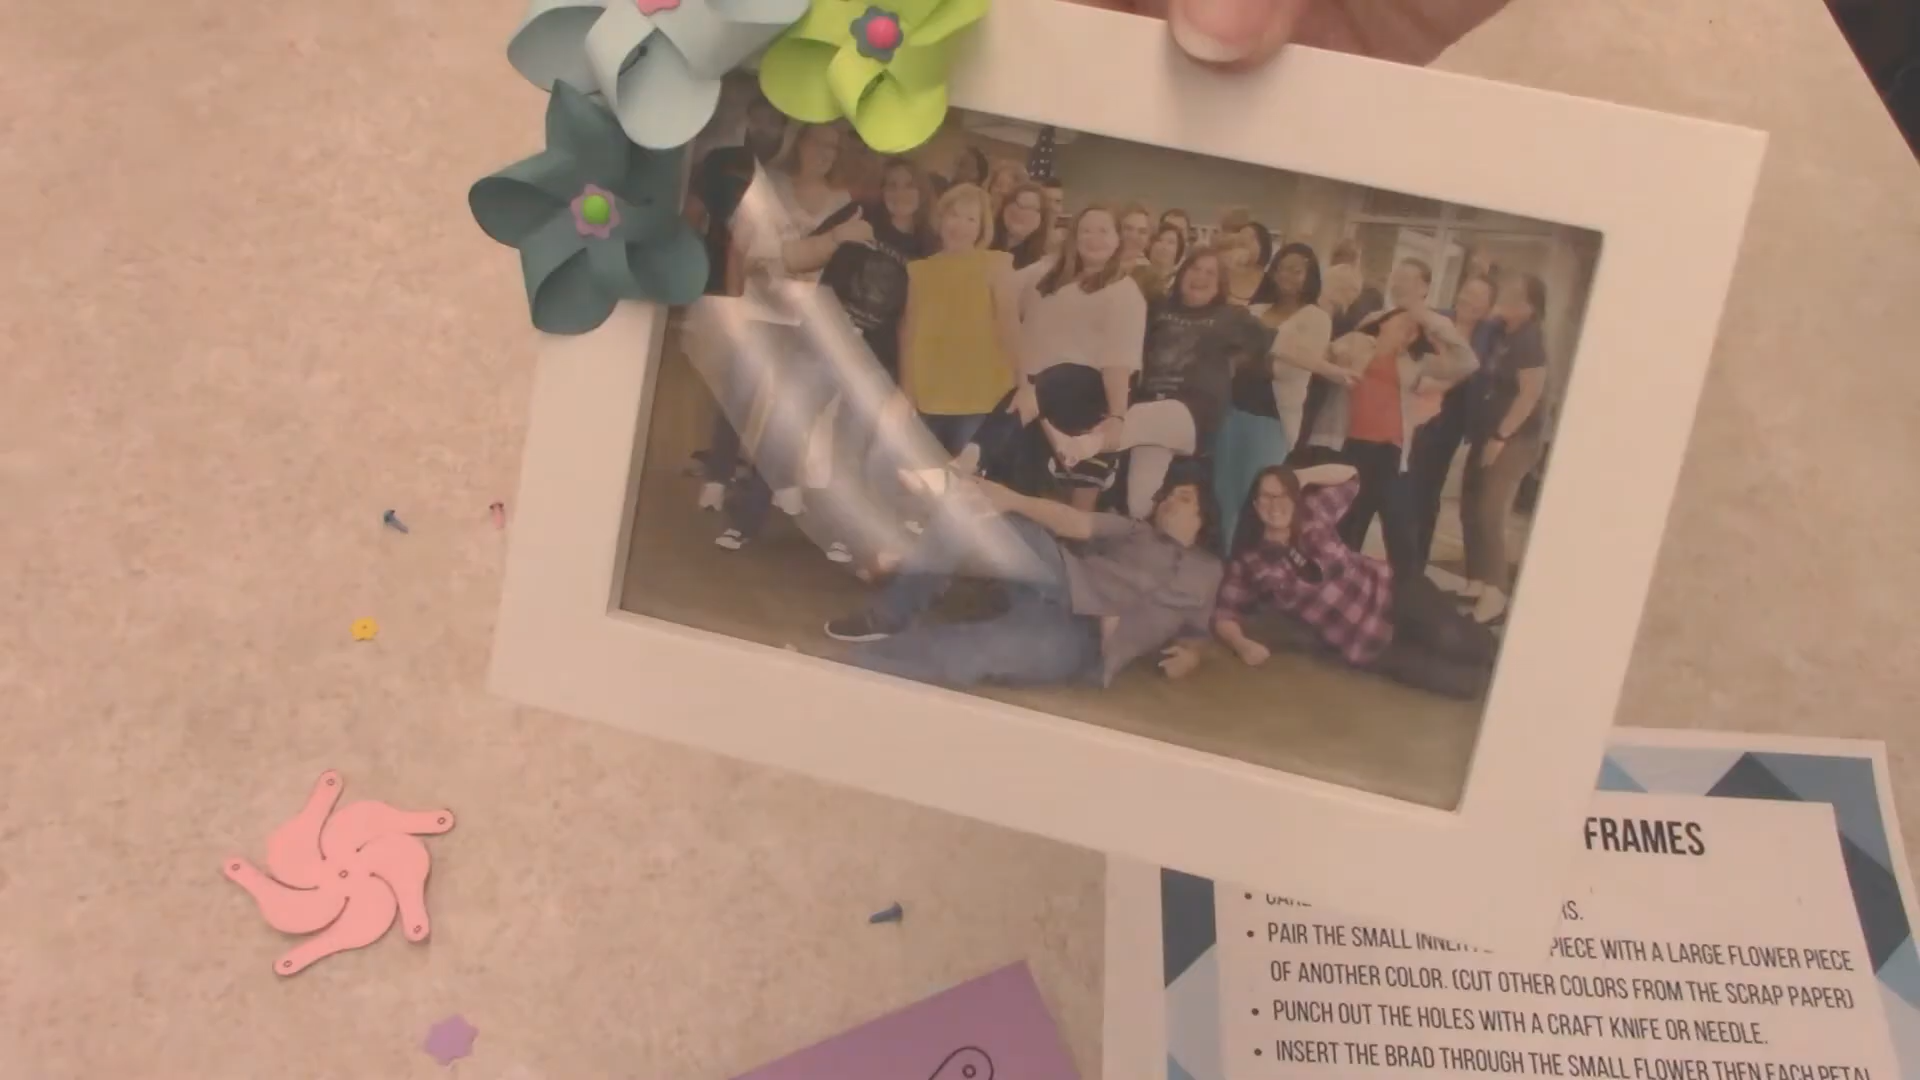 FRAMES
PAIR THE SMALL PIECE WITH A LARGE FLOWER PIECE
OF ANOTHER COLOR. (CUT OTHER COLORS FROM THE SCRAP PAPER)
PUNCH OUT THE HOLES WITH A CRAFT KNIFE OR NEEDLE.
INSERT THE BRAD THROUGH THE SMALL FLOWER THEN EACH PETAL